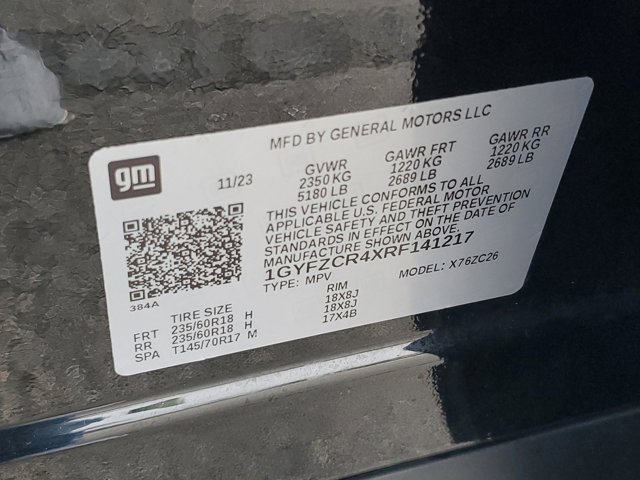 MFD BY GENERAL MOTORS LLC
gm
11/23
GVWR GAWR FRT GAWR RR
2350 KG 1220 KG 1220 KG
5180 LB 2689 LB 2689 LB
THIS VEHICLE CONFORMS TO ALL
APPLICABLE U.S. FEDERAL MOTOR
VEHICLE SAFETY AND THEFT PREVENTION
STANDARDS IN EFFECT ON THE DATE OF
MANUFACTURE SHOWN ABOVE.
1GYFZCR4XRF141217
TYPE: MPV MODEL: X76ZC26
384A
TIRE SIZE RIM
FRT 235/60R18 H 18X8J
RR 235/60R18 H 18X8J
SPA T145/70R17 M 17X4B